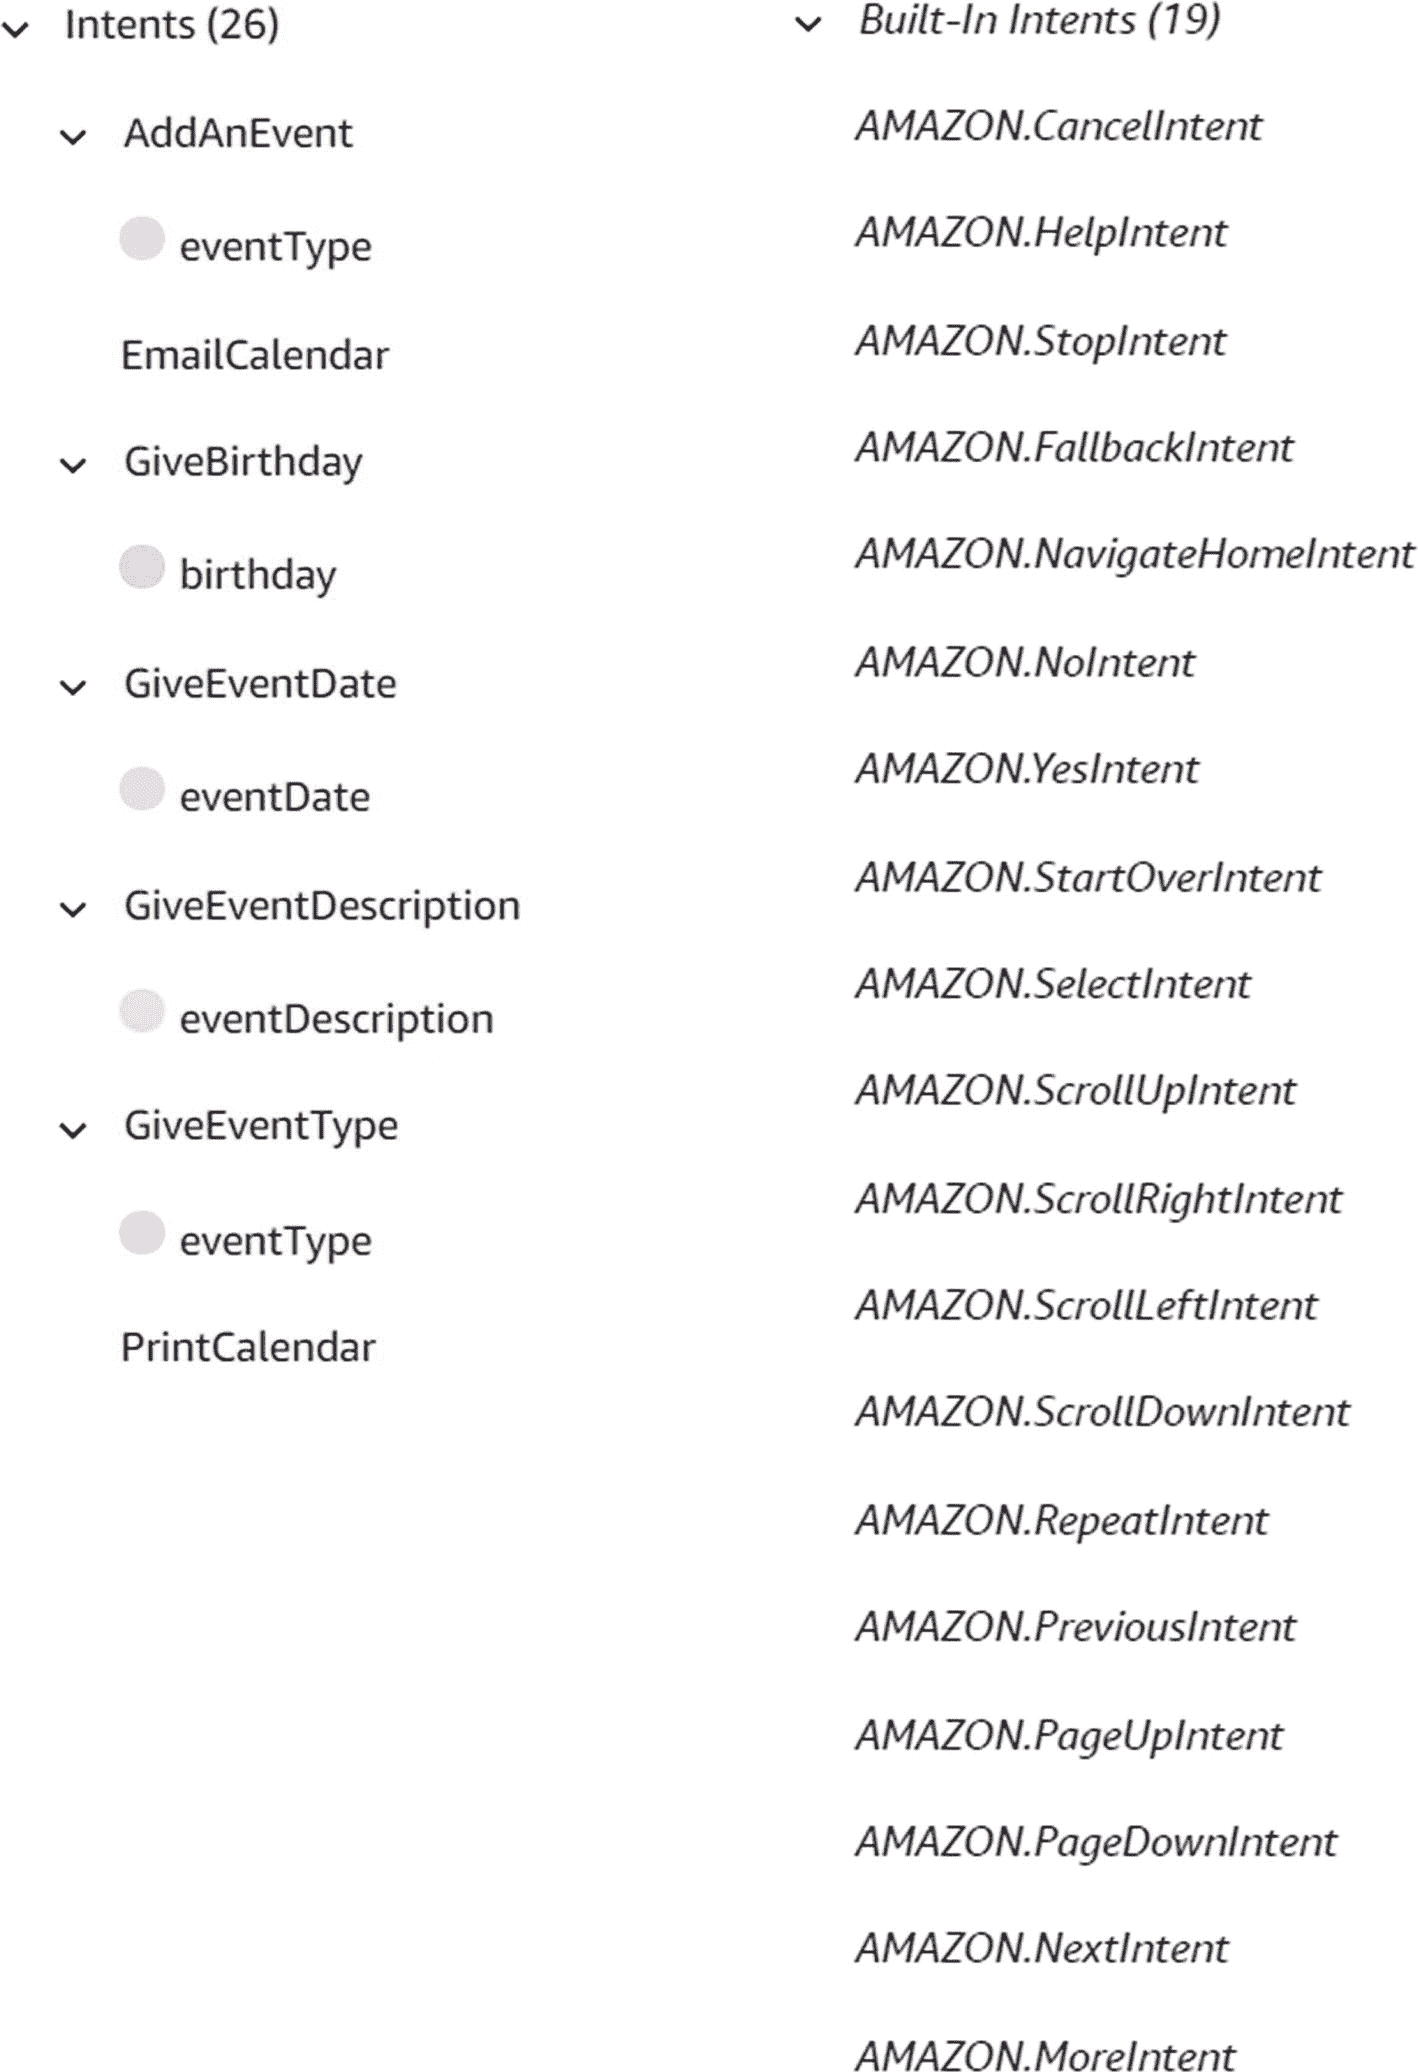 Intents (26)
AddAnEvent
eventType
EmailCalendar
GiveBirthday
birthday
GiveEventDate
eventDate
GiveEventDescription
eventDescription
GiveEventType
eventType
PrintCalendar
Built-In Intents (19)
AMAZON.CancelIntent
AMAZON.HelpIntent
AMAZON.StopIntent
AMAZON.FallbackIntent
AMAZON.NavigateHomeIntent
AMAZON.NoIntent
AMAZON.YesIntent
AMAZON.StartOverIntent
AMAZON.SelectIntent
AMAZON.ScrollUpIntent
AMAZON.ScrollRightIntent
AMAZON.ScrollLeftIntent
AMAZON.ScrollDownIntent
AMAZON.RepeatIntent
AMAZON.PreviousIntent
AMAZON.PageUpIntent
AMAZON.PageDownIntent
AMAZON.NextIntent
AMAZON.MoreIntent